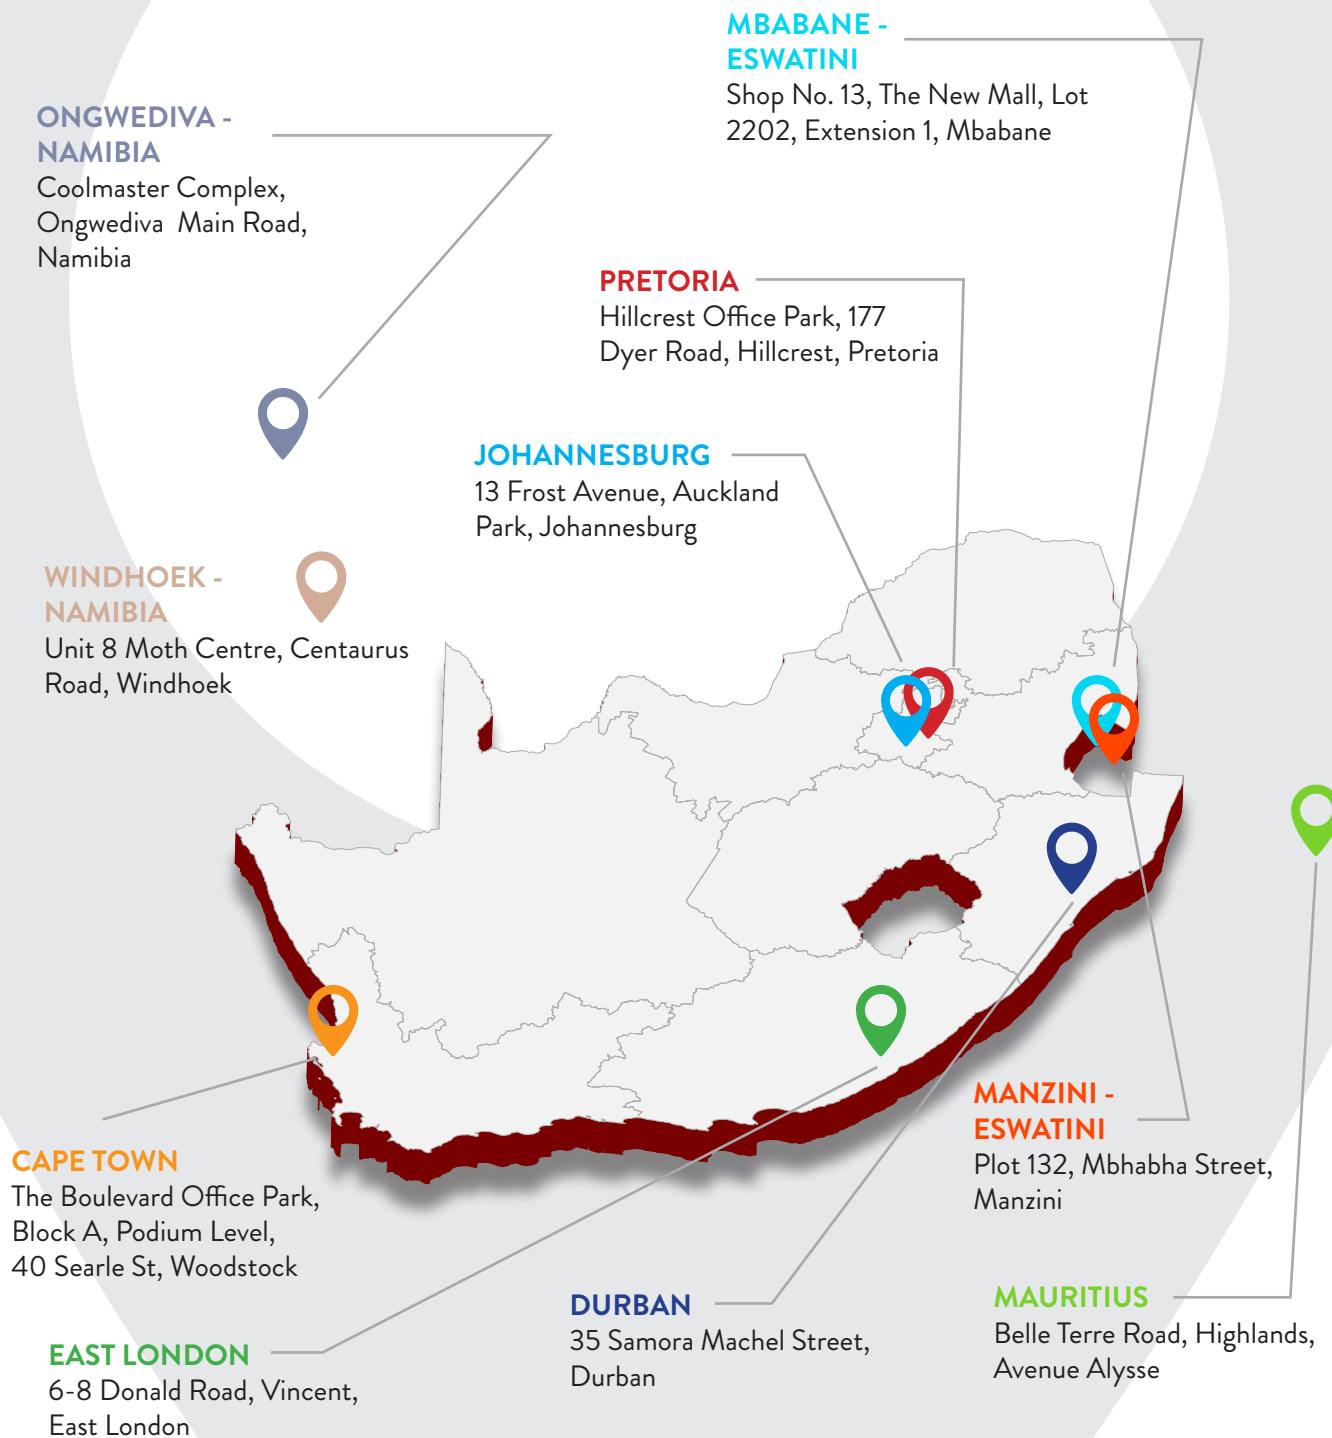 MBABANE -
ESWATINI
Shop No. 13, The New Mall, Lot
2202, Extension 1, Mbabane
ONGWEDIVA -
NAMIBIA
Coolmaster Complex,
Ongwediva Main Road,
Namibia
PRETORIA
Hillcrest Office Park, 177
Dyer Road, Hillcrest, Pretoria
JOHANNESBURG
13 Frost Avenue, Auckland
Park, Johannesburg
WINDHOEK -
NAMIBIA
Unit 8 Moth Centre, Centaurus
Road, Windhoek
MANZINI -
ESWATINI
Plot 132, Mbhabha Street,
Manzini
CAPE TOWN
The Boulevard Office Park,
Block A, Podium Level,
40 Searle St, Woodstock
DURBAN
35 Samora Machel Street,
Durban
MAURITIUS
Belle Terre Road, Highlands,
Avenue Alysse
EAST LONDON
6-8 Donald Road, Vincent,
East London